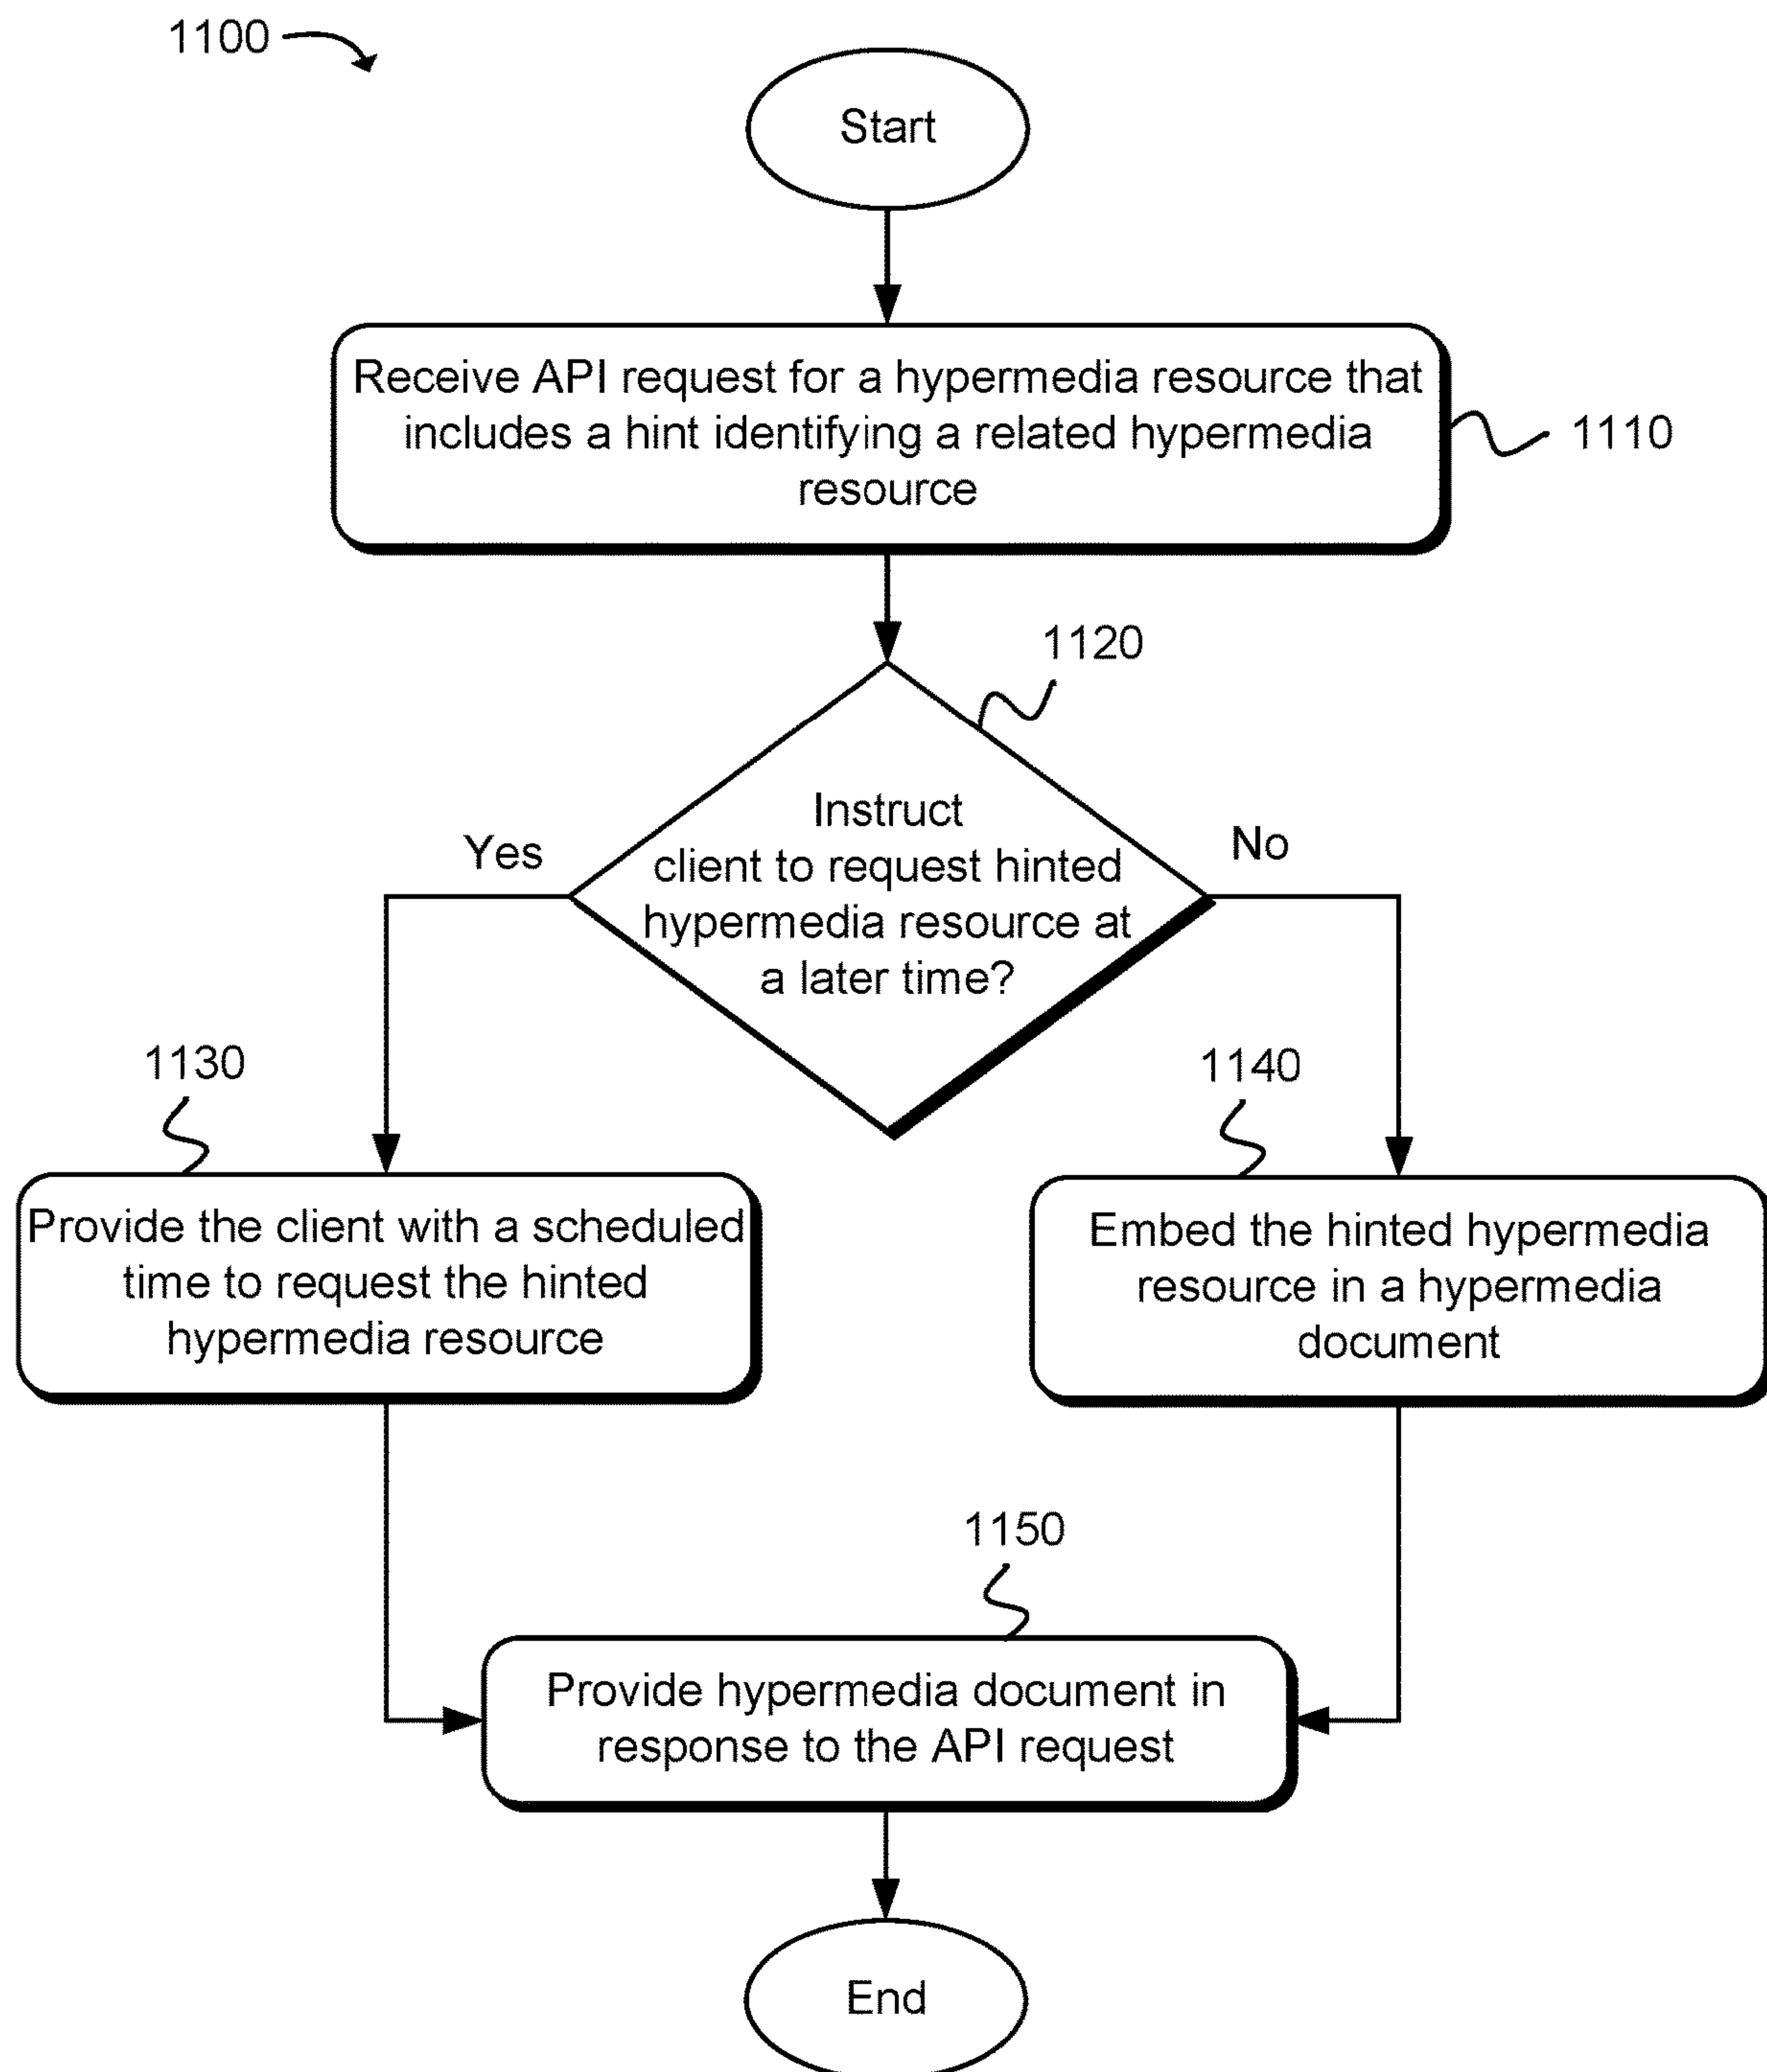 1100
Start
Receive API request for a hypermedia resource that
includes a hint identifying a related hypermedia
resource
1110
1120
Instruct
client to request hinted
hypermedia resource at
a later time?
Yes
No
1130
Provide the client with a scheduled
time to request the hinted
hypermedia resource
1140
Embed the hinted hypermedia
resource in a hypermedia
document
1150
Provide hypermedia document in
response to the API request
End